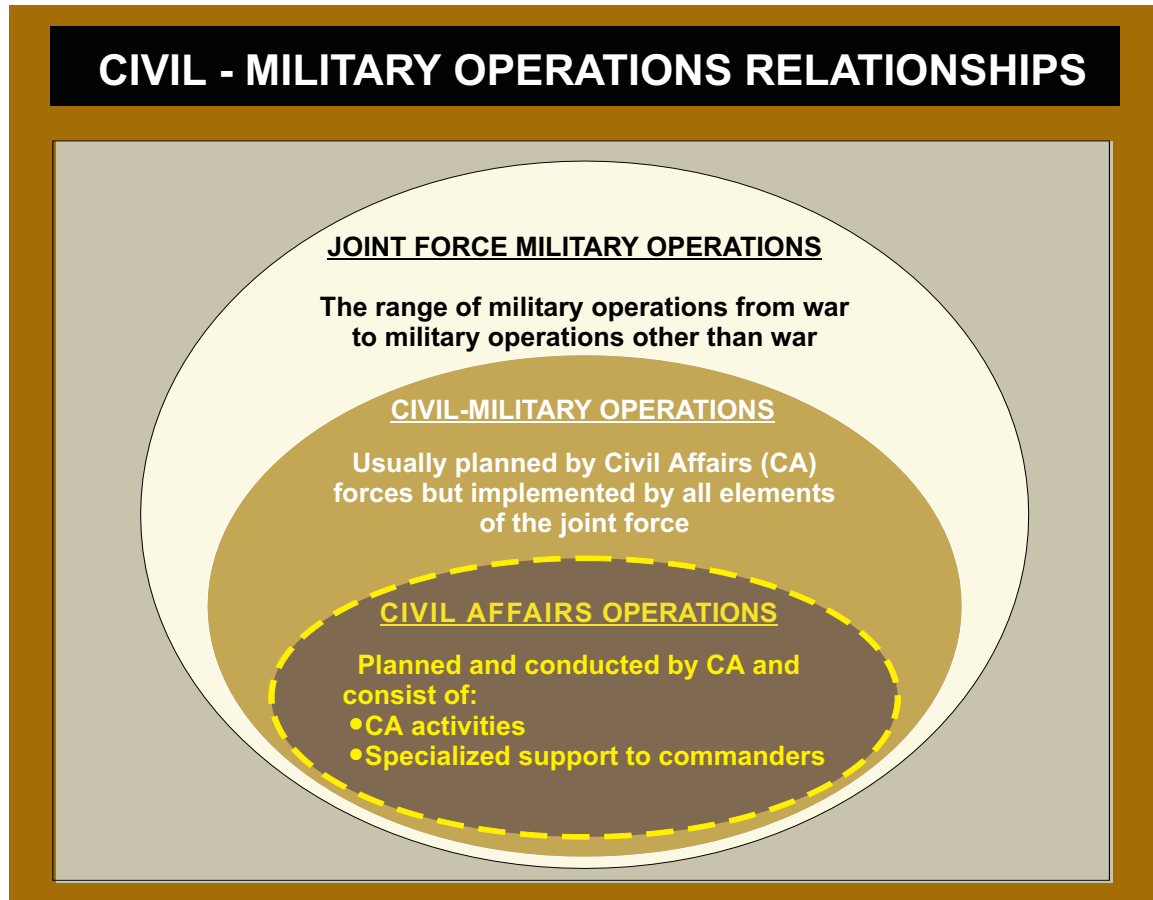 CIVIL - MILITARY OPERATIONS RELATIONSHIPS
JOINT FORCE MILITARY OPERATIONS
The range of military operations from war
to military operations other than war
CIVIL-MILITARY OPERATIONS
Usually planned by Civil Affairs (CA)
forces but implemented by all elements
of the joint force
CIVIL AFFAIRS OPERATIONS
Planned and conducted by CA and
consist of:
•CA activities
•Specialized support to commanders